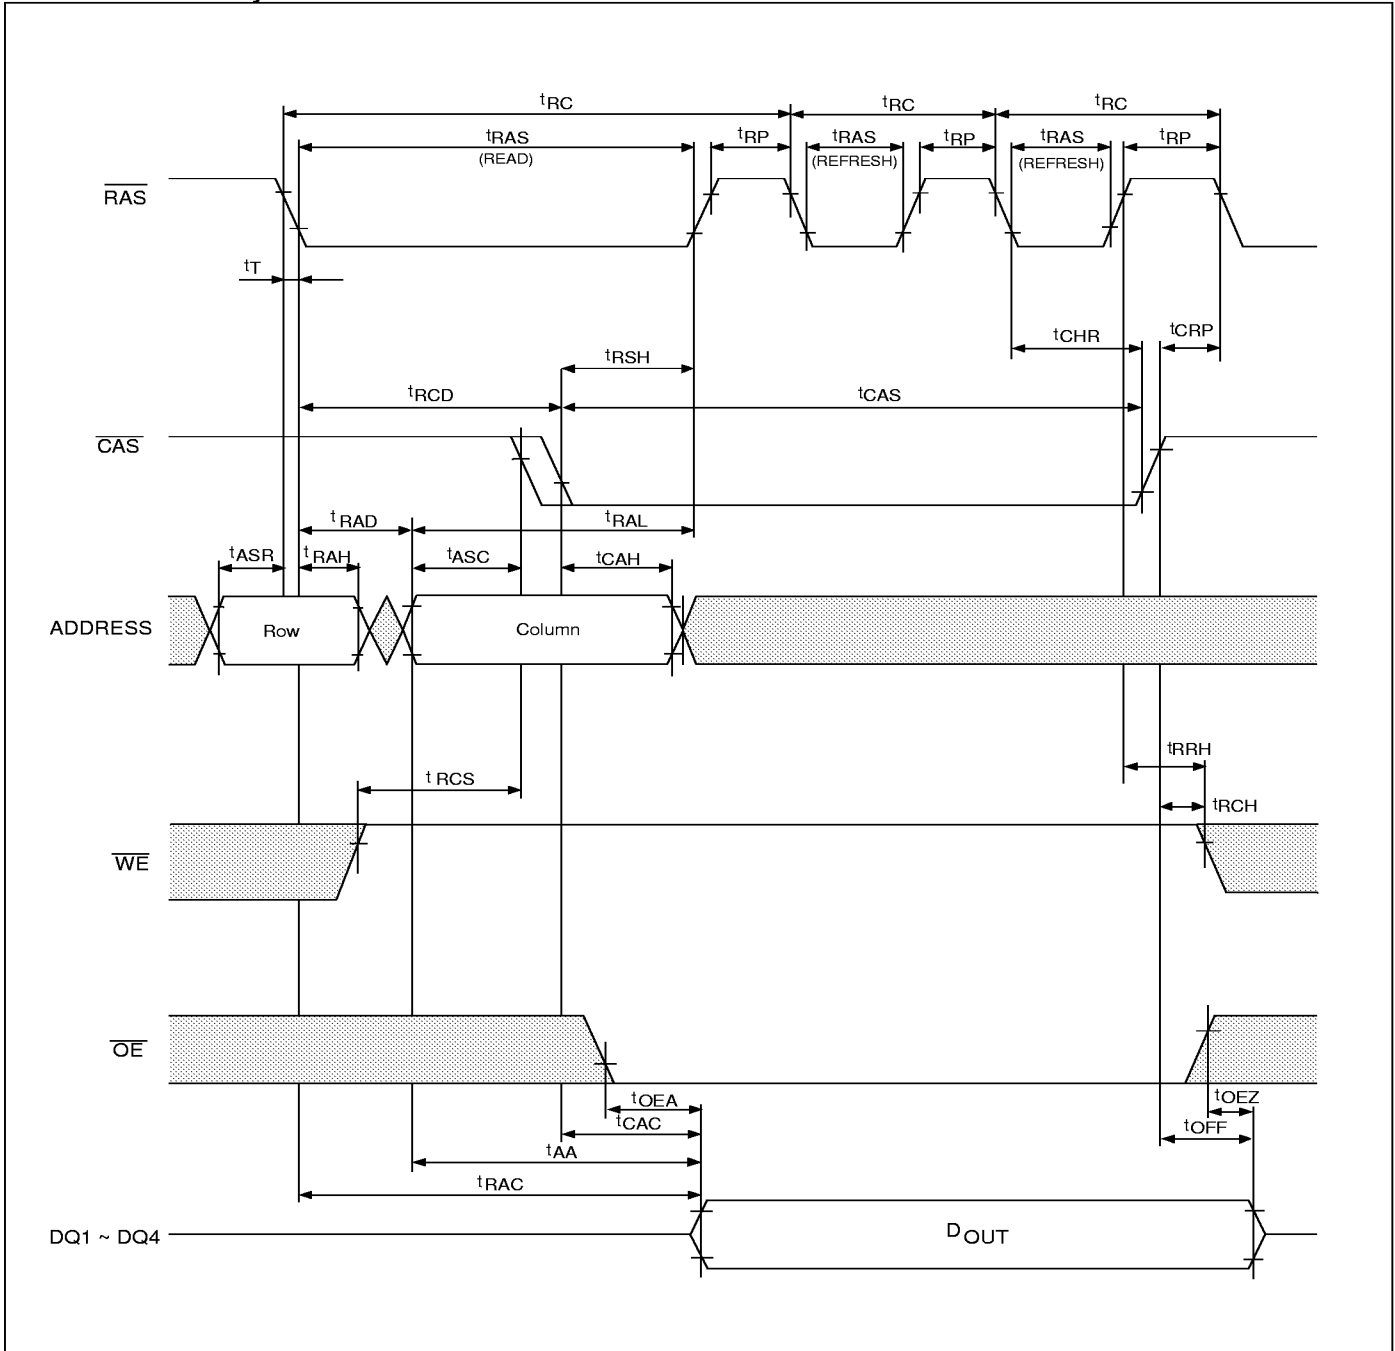 tRC tRC tRC
tRAS tRP tRAS tRP tRAS tRP
(READ) (REFRESH) (REFRESH)
RAS
tT
tCHR tCRP
tRSH
tRCD tCAS
CAS
tRAD tRAL
tASR tRAH tASC tCAH
ADDRESS Row Column
tRRH
tRCS
tRCH
WE
OE
tOEA tOEZ
tCAC tOFF
tAA
tRAC
DQ1 ~ DQ4 DOUT